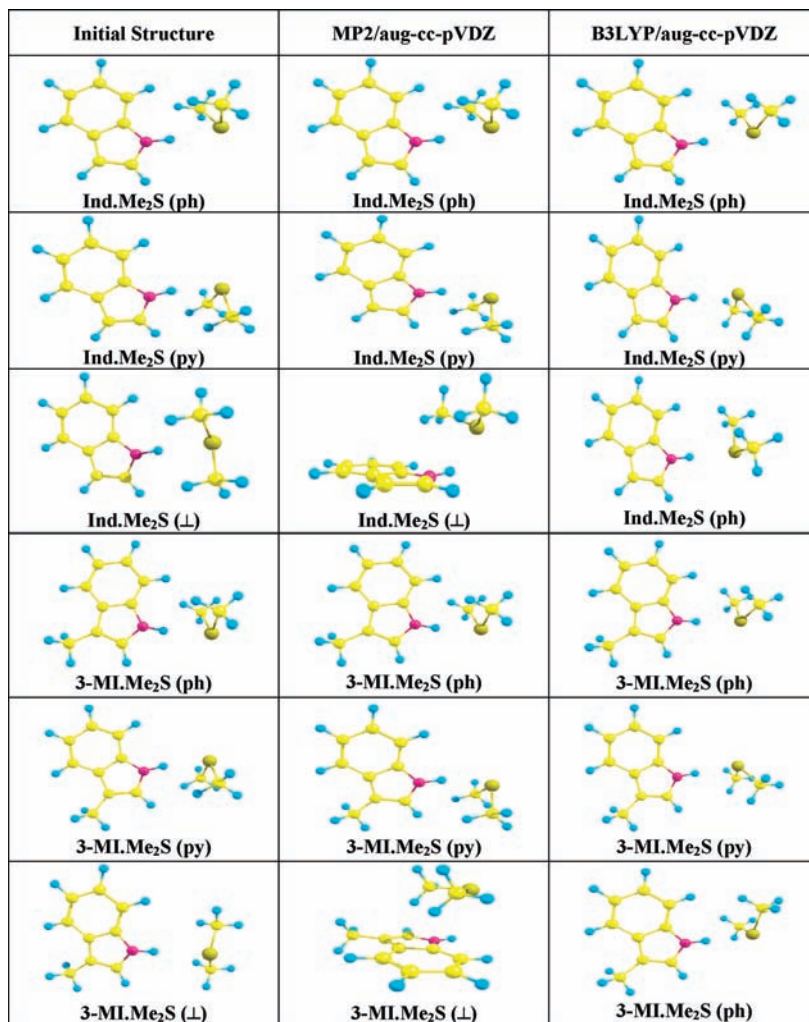 Initial Structure MP2/aug-cc-pVDZ B3LYP/aug-cc-pVDZ
Ind.Me₂S (ph) Ind.Me₂S (ph) Ind.Me₂S (ph)
Ind.Me₂S (py) Ind.Me₂S (py) Ind.Me₂S (py)
Ind.Me₂S (⊥) Ind.Me₂S (⊥) Ind.Me₂S (ph)
3-MI.Me₂S (ph) 3-MI.Me₂S (ph) 3-MI.Me₂S (ph)
3-MI.Me₂S (py) 3-MI.Me₂S (py) 3-MI.Me₂S (py)
3-MI.Me₂S (⊥) 3-MI.Me₂S (⊥) 3-MI.Me₂S (ph)